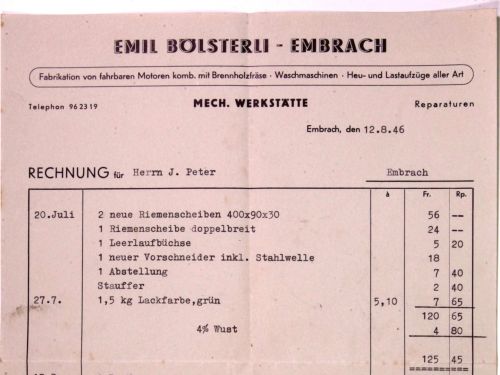 EMIL BÖLSTERLI - EMBRACH
Fabrikation von fahrbaren Motoren komb. mit Brennholzfräse · Waschmaschinen · Heu- und Lastaufzüge aller Art
Telephon 962319 MECH. WERKSTÄTTE Reparaturen
Embrach, den 12.8.46
RECHNUNG für Herrn J. Peter Embrach
à Fr. Rp.
20.Juli 2 neue Riemenscheiben 400x90x30 56 --
1 Riemenscheibe doppelbreit 24 --
1 Leerlaufbüchse 5 20
1 neuer Vorschneider inkl. Stahlwelle 18
1 Abstellung 7 40
Stauffer 2 40
27.7. 1,5 kg Lackfarbe,grün 5,10 7 65
120 65
4% Wust 4 80
125 45
==========